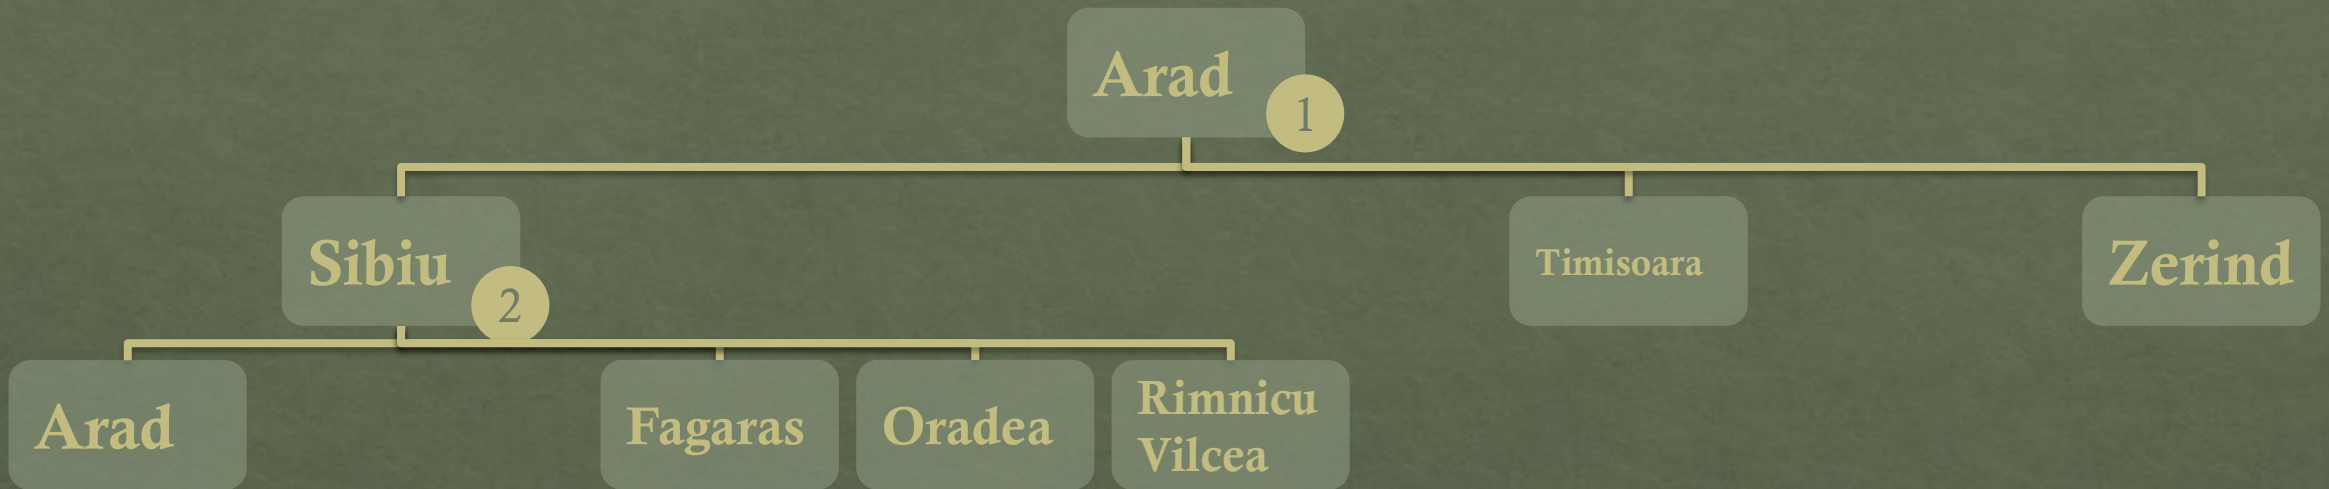 Arad
1
Sibiu
2
Timisoara
Zerind
Arad
Fagaras
Oradea
Rimnicu
Vilcea